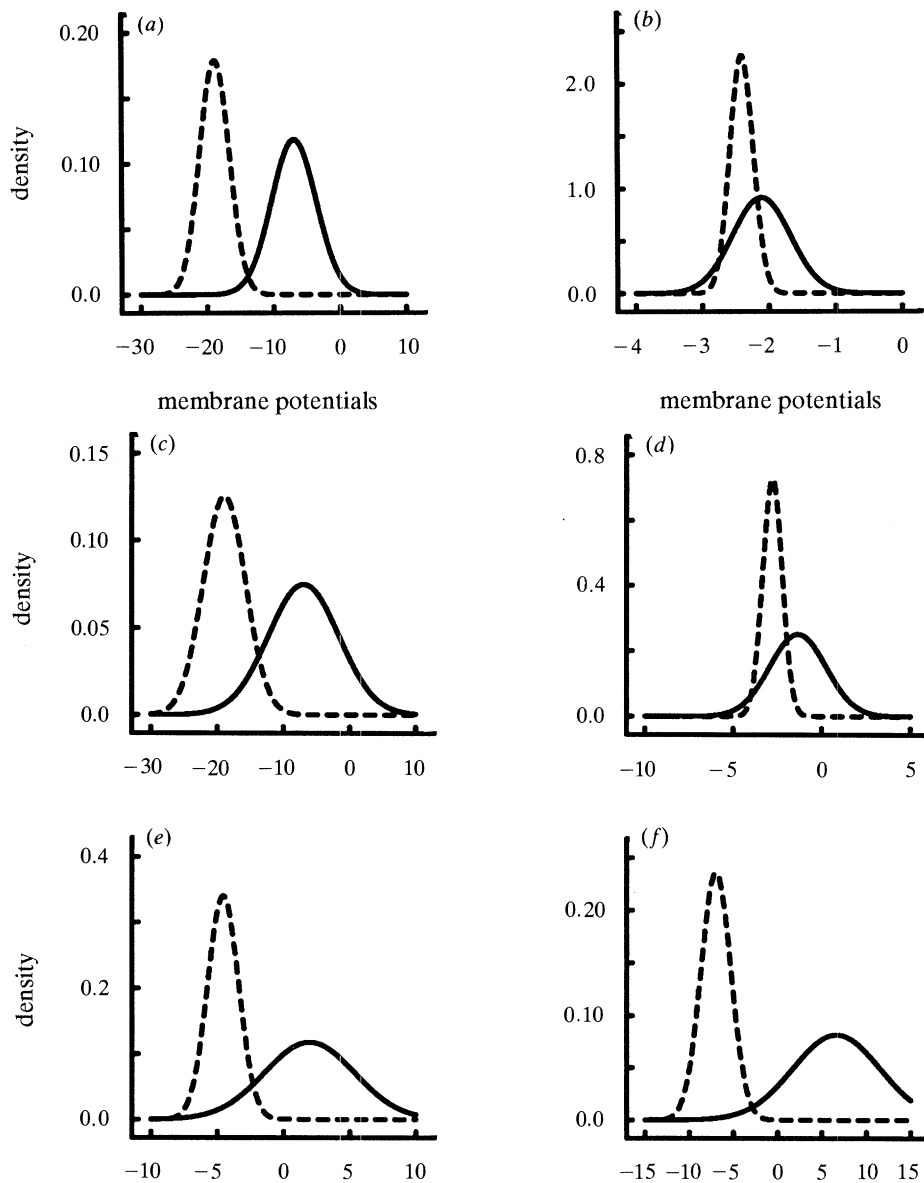 (a)
(b)
0.20
0.10
0.0
density
−30 −20 −10 0 10
membrane potentials
2.0
1.0
0.0
−4 −3 −2 −1 0
membrane potentials
(c)
(d)
0.15
0.10
0.05
0.0
density
−30 −20 −10 0 10
0.8
0.4
0.0
−10 −5 0 5
(e)
(f)
0.4
0.2
0.0
density
−10 −5 0 5 10
0.20
0.10
0.0
−15 −10 −5 0 5 10 15